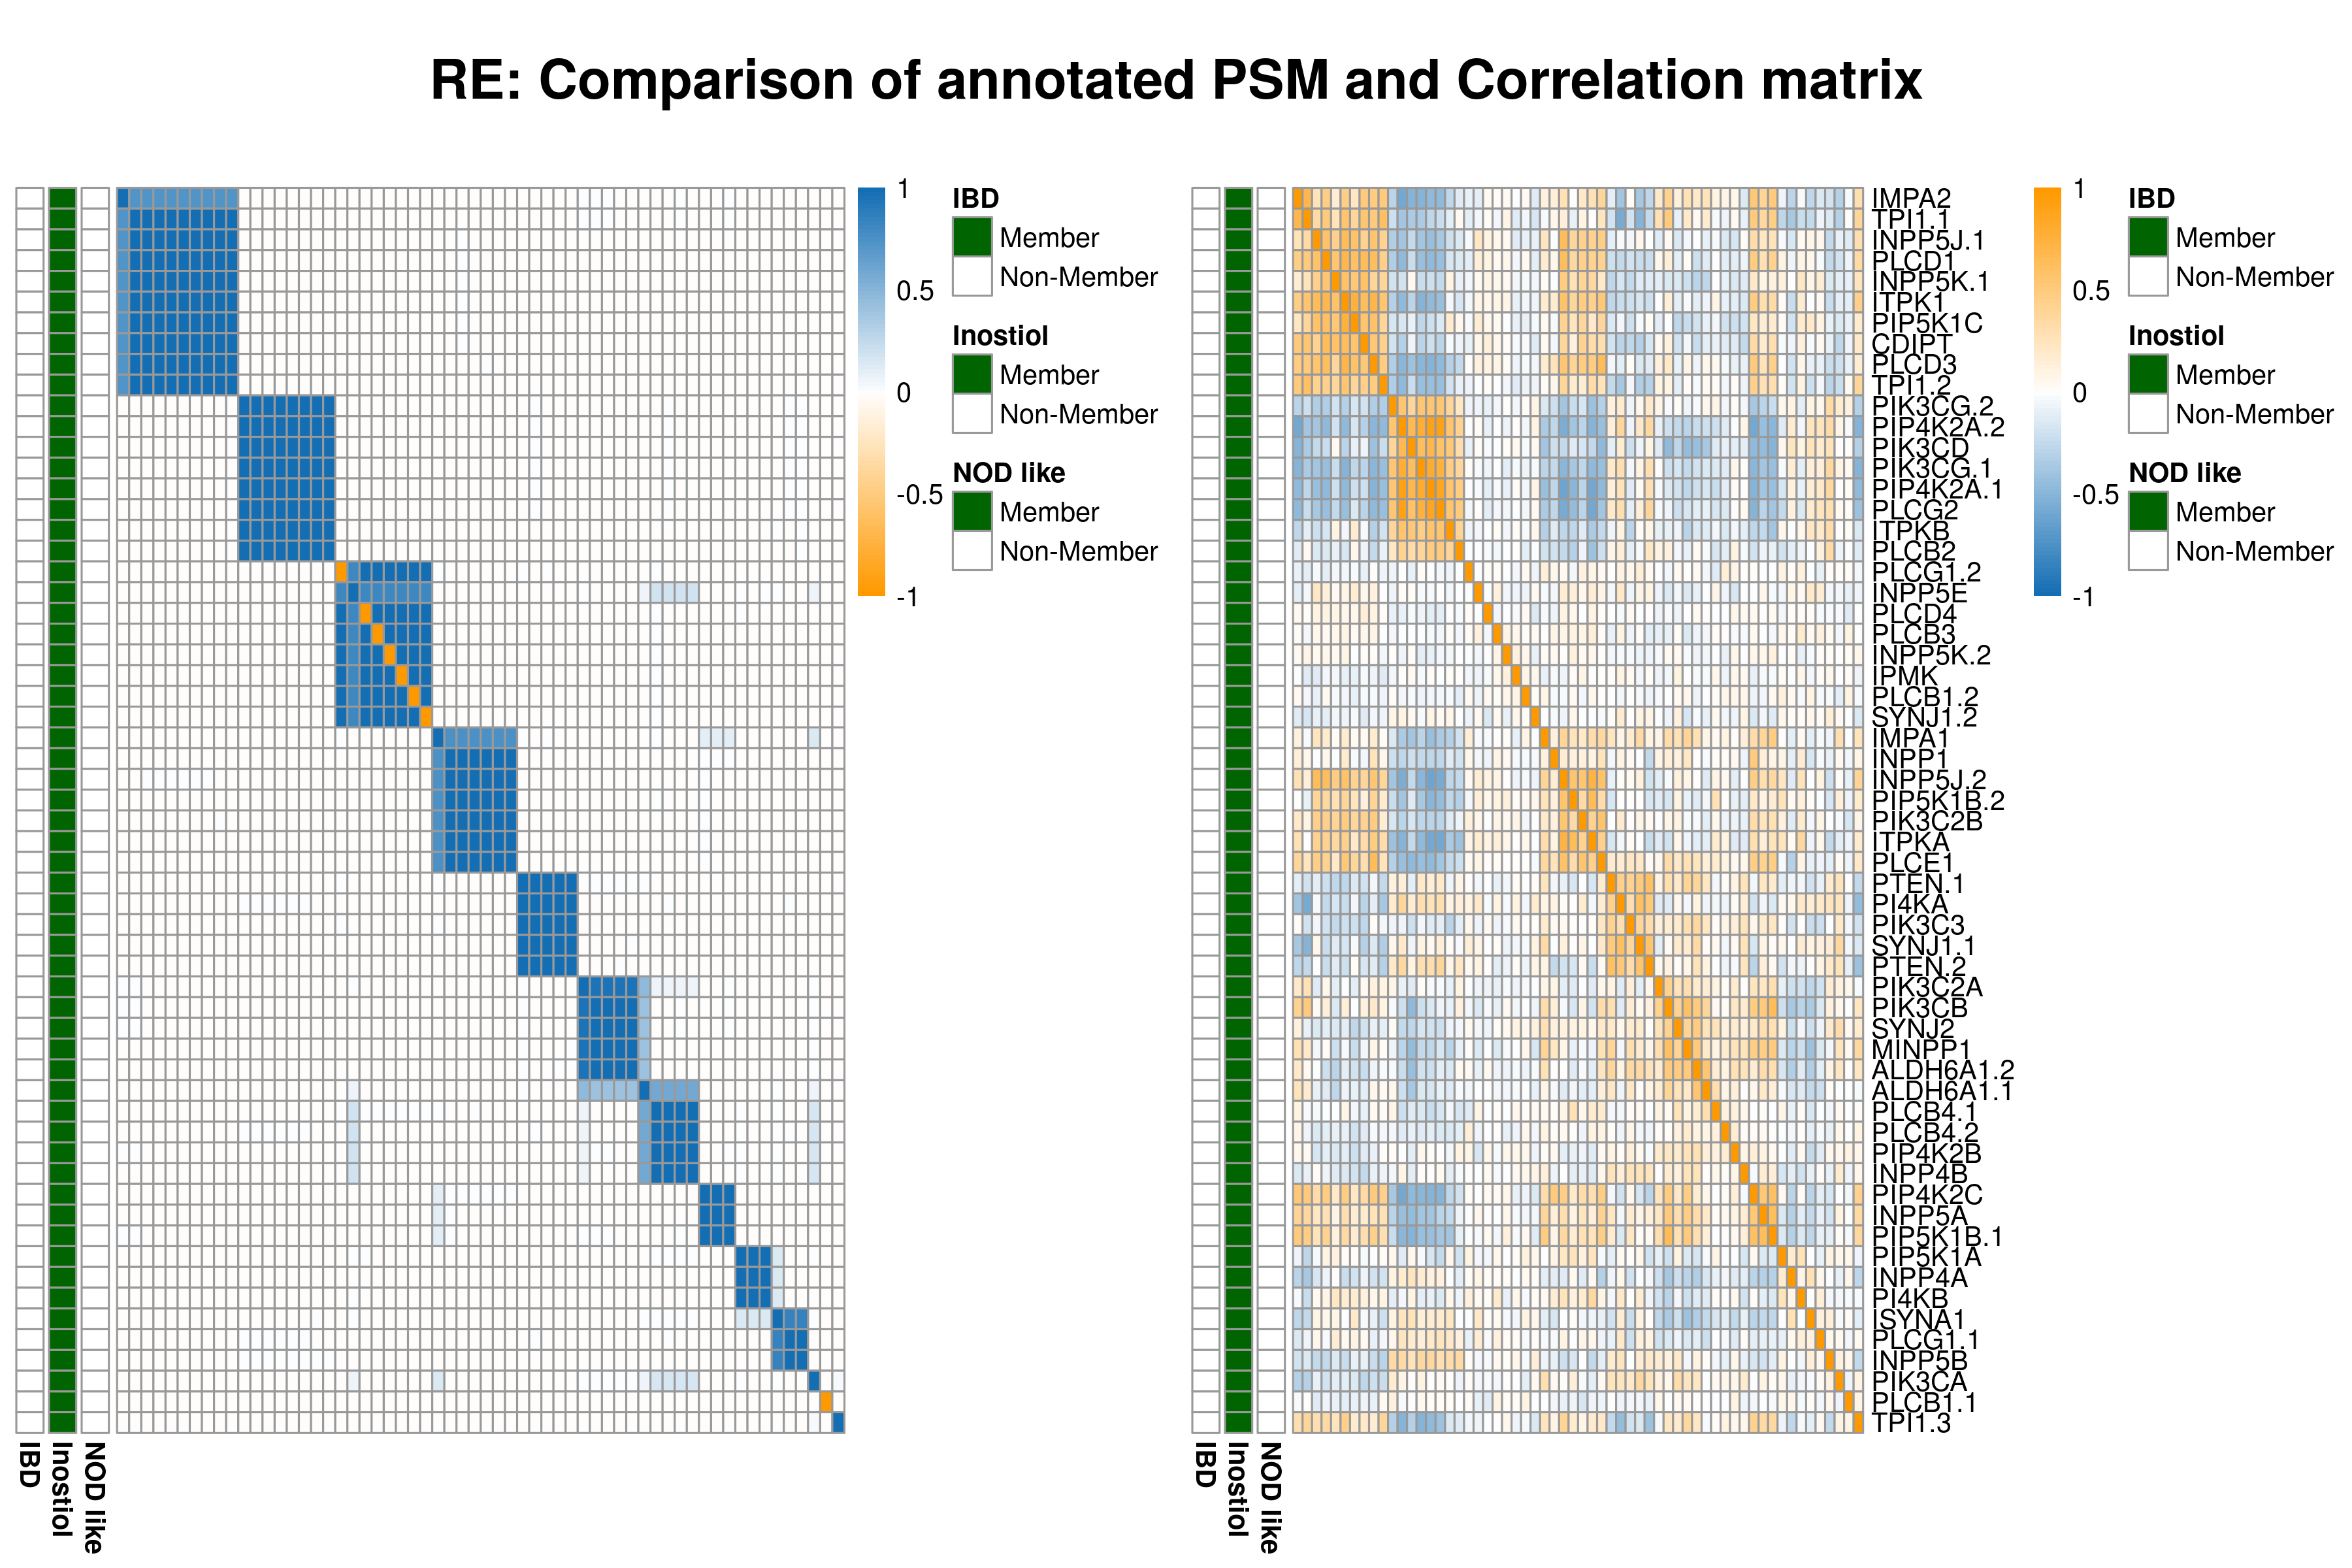 RE: Comparison of annotated PSM and Correlation matrix
1
0.5
0
-0.5
-1
IBD
Member
Non-Member
Inostiol
Member
Non-Member
NOD like
Member
Non-Member
IBD
Inostiol
NOD like
IMPA2
TPI1.1
INPP5J.1
PLCD1
INPP5K.1
ITPK1
PIP5K1C
CDIPT
PLCD3
TPI1.2
PIK3CG.2
PIP4K2A.2
PIK3CD
PIK3CG.1
PIP4K2A.1
PLCG2
ITPKB
PLCB2
PLCG1.2
INPP5E
PLCD4
PLCB3
INPP5K.2
IPMK
PLCB1.2
SYNJ1.2
IMPA1
INPP1
INPP5J.2
PIP5K1B.2
PIK3C2B
ITPKA
PLCE1
PTEN.1
PI4KA
PIK3C3
SYNJ1.1
PTEN.2
PIK3C2A
PIK3CB
SYNJ2
MINPP1
ALDH6A1.2
ALDH6A1.1
PLCB4.1
PLCB4.2
PIP4K2B
INPP4B
PIP4K2C
INPP5A
PIP5K1B.1
PIP5K1A
INPP4A
PI4KB
ISYNA1
PLCG1.1
INPP5B
PIK3CA
PLCB1.1
TPI1.3
1
0.5
0
-0.5
-1
IBD
Member
Non-Member
Inostiol
Member
Non-Member
NOD like
Member
Non-Member
IBD
Inostiol
NOD like